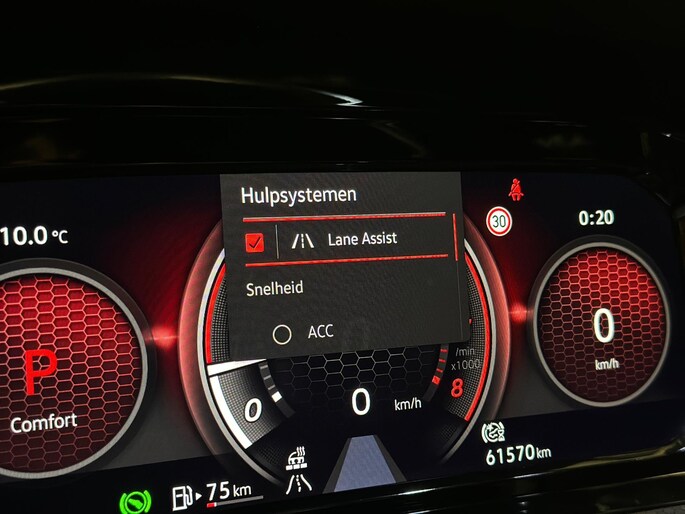 Hulpsystemen
10.0 °C
30
0:20
Lane Assist
Snelheid
ACC
P
Comfort
0
0
km/h
/min
x1000
8
0
km/h
75 km
61570 km